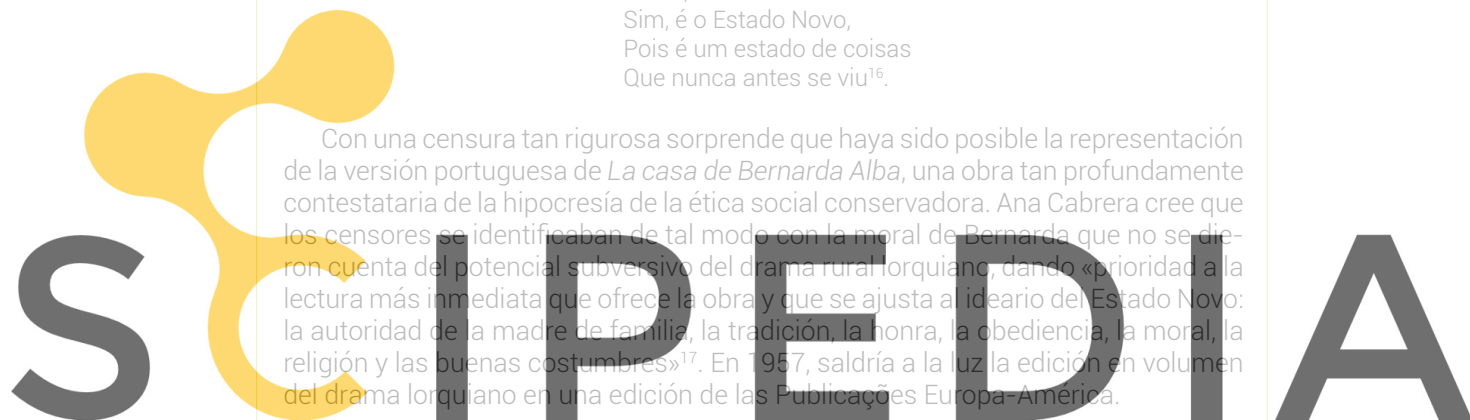 Sim, é o Estado Novo,
Pois é um estado de coisas
Que nunca antes se viu16.
Con una censura tan rigurosa sorprende que haya sido posible la representación
de la versión portuguesa de La casa de Bernarda Alba, una obra tan profundamente
contestataria de la hipocresía de la ética social conservadora. Ana Cabrera cree que
los censores se identificaban de tal modo con la moral de Bernarda que no se die-
ron cuenta del potencial subversivo del drama rural lorquiano, dando «prioridad a la
lectura más inmediata que ofrece la obra y que se ajusta al ideario del Estado Novo:
la autoridad de la madre de familia, la tradición, la honra, la obediencia, la moral, la
religión y las buenas costumbres»17. En 1957, saldría a la luz la edición en volumen
del drama lorquiano en una edición de las Publicações Europa-América.
SCIPEDIA